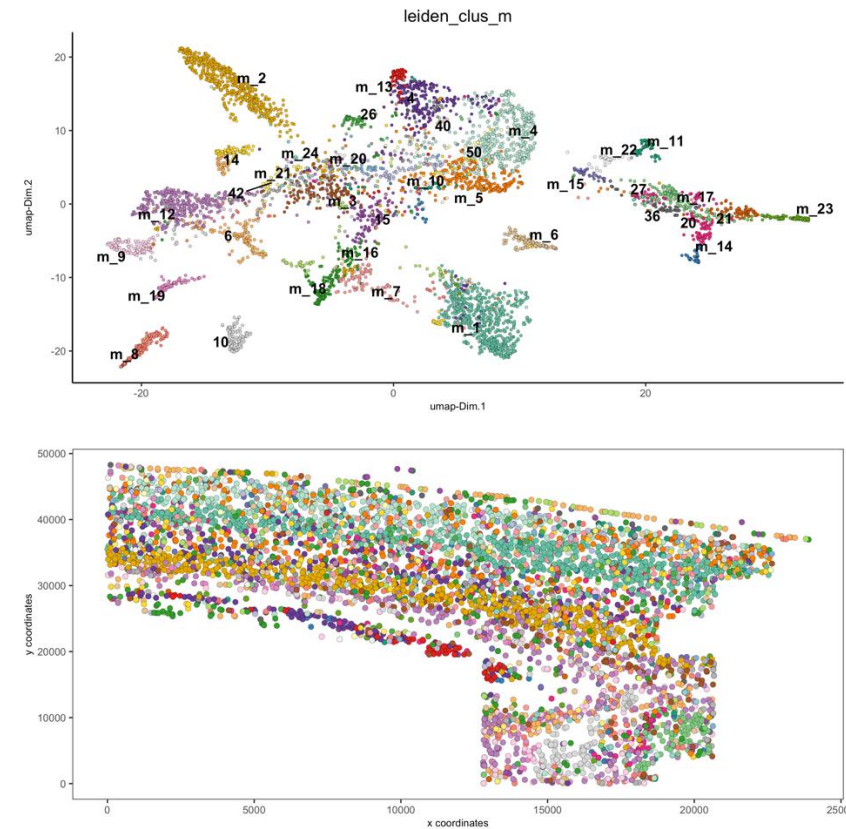 leiden_clus_m
20
10
0
-10
-20
umap-Dim.2
m_2
m_13
4
26
40
m_4
14
m_24
m_20
50
m_21
42
m_10
m_5
m_3
m_12
15
6
m_9
m_16
m_6
m_19
m_18
m_7
m_1
m_8
10
m_22
m_11
m_15
27
m_17
36
20
21
m_23
m_14
-20
0
20
umap-Dim.1
50000
40000
30000
20000
10000
0
y coordinates
0
5000
10000
15000
20000
2500
x coordinates